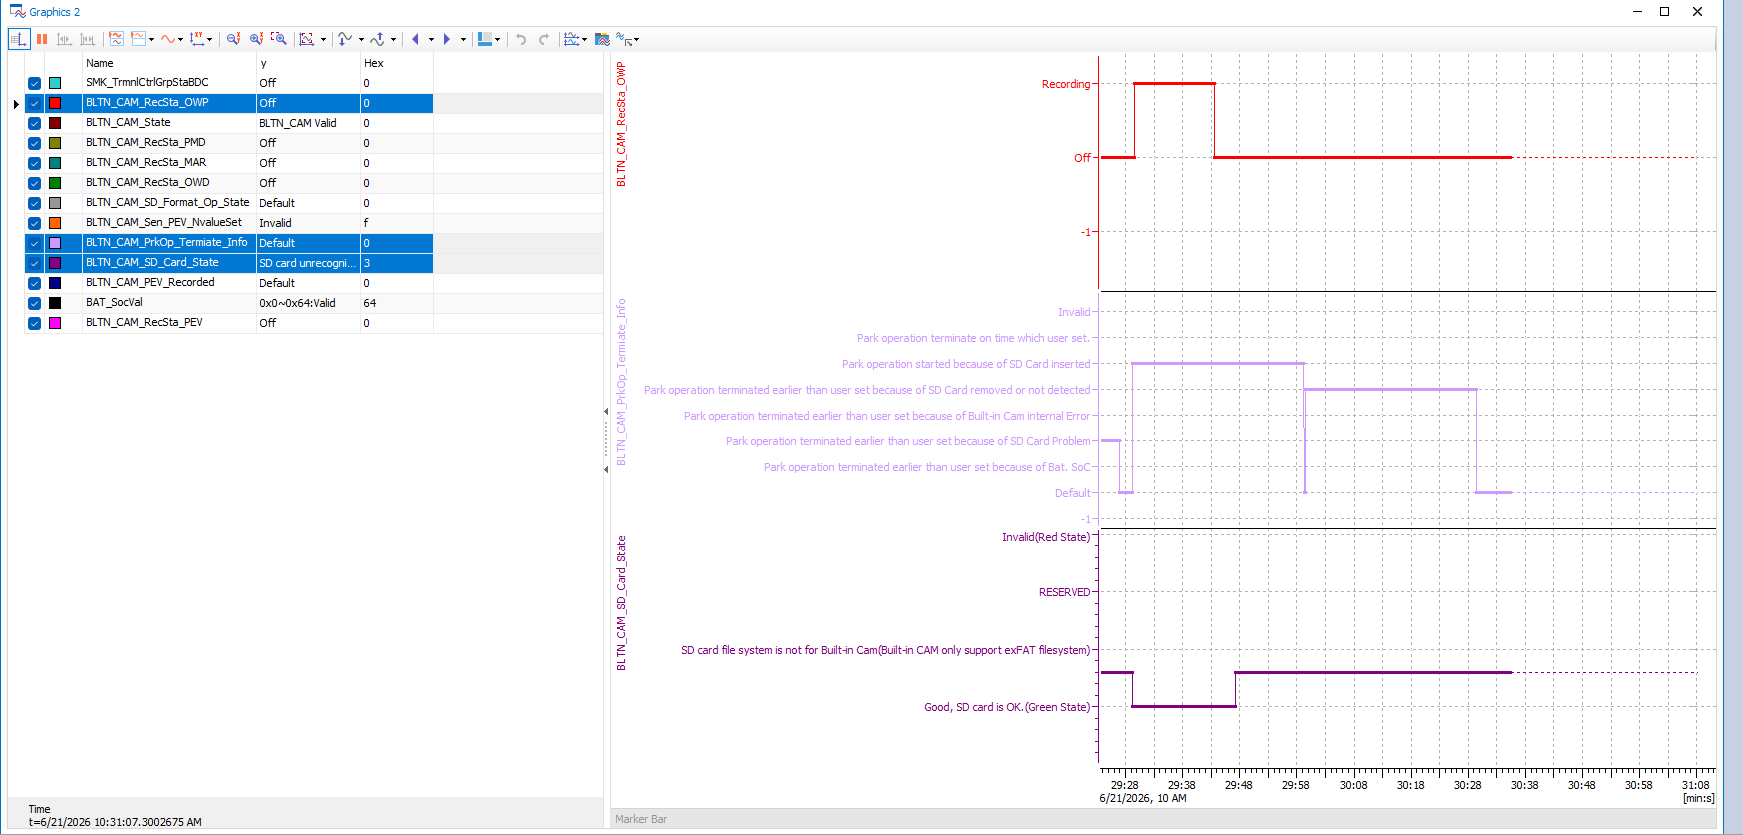 Graphics 2
Name y Hex
SMK_TrmnlCtrlGrpStaBDC Off 0
BLTN_CAM_RecSta_OWP Off 0
BLTN_CAM_State BLTN_CAM Valid 0
BLTN_CAM_RecSta_PMD Off 0
BLTN_CAM_RecSta_MAR Off 0
BLTN_CAM_RecSta_OWD Off 0
BLTN_CAM_SD_Format_Op_State Default 0
BLTN_CAM_Sen_PEV_NvalueSet Invalid f
BLTN_CAM_PrkOp_Termiate_Info Default 0
BLTN_CAM_SD_Card_State SD card unrecogni... 3
BLTN_CAM_PEV_Recorded Default 0
BAT_SocVal 0x0~0x64:Valid 64
BLTN_CAM_RecSta_PEV Off 0
Time
t=6/21/2026 10:31:07.3002675 AM
BLTN_CAM_RecSta_OWP
Recording
Off
-1
BLTN_CAM_PrkOp_Termiate_Info
Invalid
Park operation terminate on time which user set.
Park operation started because of SD Card inserted
Park operation terminated earlier than user set because of SD Card removed or not detected
Park operation terminated earlier than user set because of Built-in Cam internal Error
Park operation terminated earlier than user set because of SD Card Problem
Park operation terminated earlier than user set because of Bat. SoC
Default
-1
BLTN_CAM_SD_Card_State
Invalid(Red State)
RESERVED
SD card file system is not for Built-in Cam(Built-in CAM only support exFAT filesystem)
Good, SD card is OK.(Green State)
29:28 29:38 29:48 29:58 30:08 30:18 30:28 30:38 30:48 30:58 31:08
6/21/2026, 10 AM [min:s]
Marker Bar